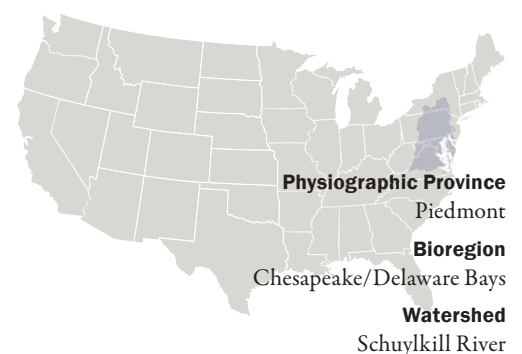 Physiographic Province
Piedmont
Bioregion
Chesapeake/Delaware Bays
Watershed
Schuylkill River